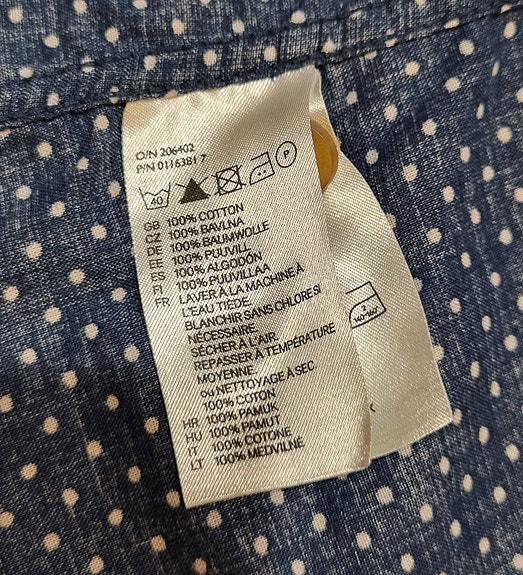 O/N 206402
P/N 0116381 7
40 P
GB 100% COTTON
CZ 100% BAVLNA
DE 100% BAUMWOLLE
EE 100% PUUVILL
ES 100% ALGODÓN
FI 100% PUUVILLAA
FR LAVER À LA MACHINE À
L'EAU TIÈDE.
BLANCHIR SANS CHLORE SI
NÉCESSAIRE.
SÉCHER À L'AIR.
REPASSER À TEMPÉRATURE
MOYENNE.
ou NETTOYAGE À SEC
100% COTON
HR 100% PAMUK
HU 100% PAMUT
IT 100% COTONE
LT 100% MEDVILNĖ